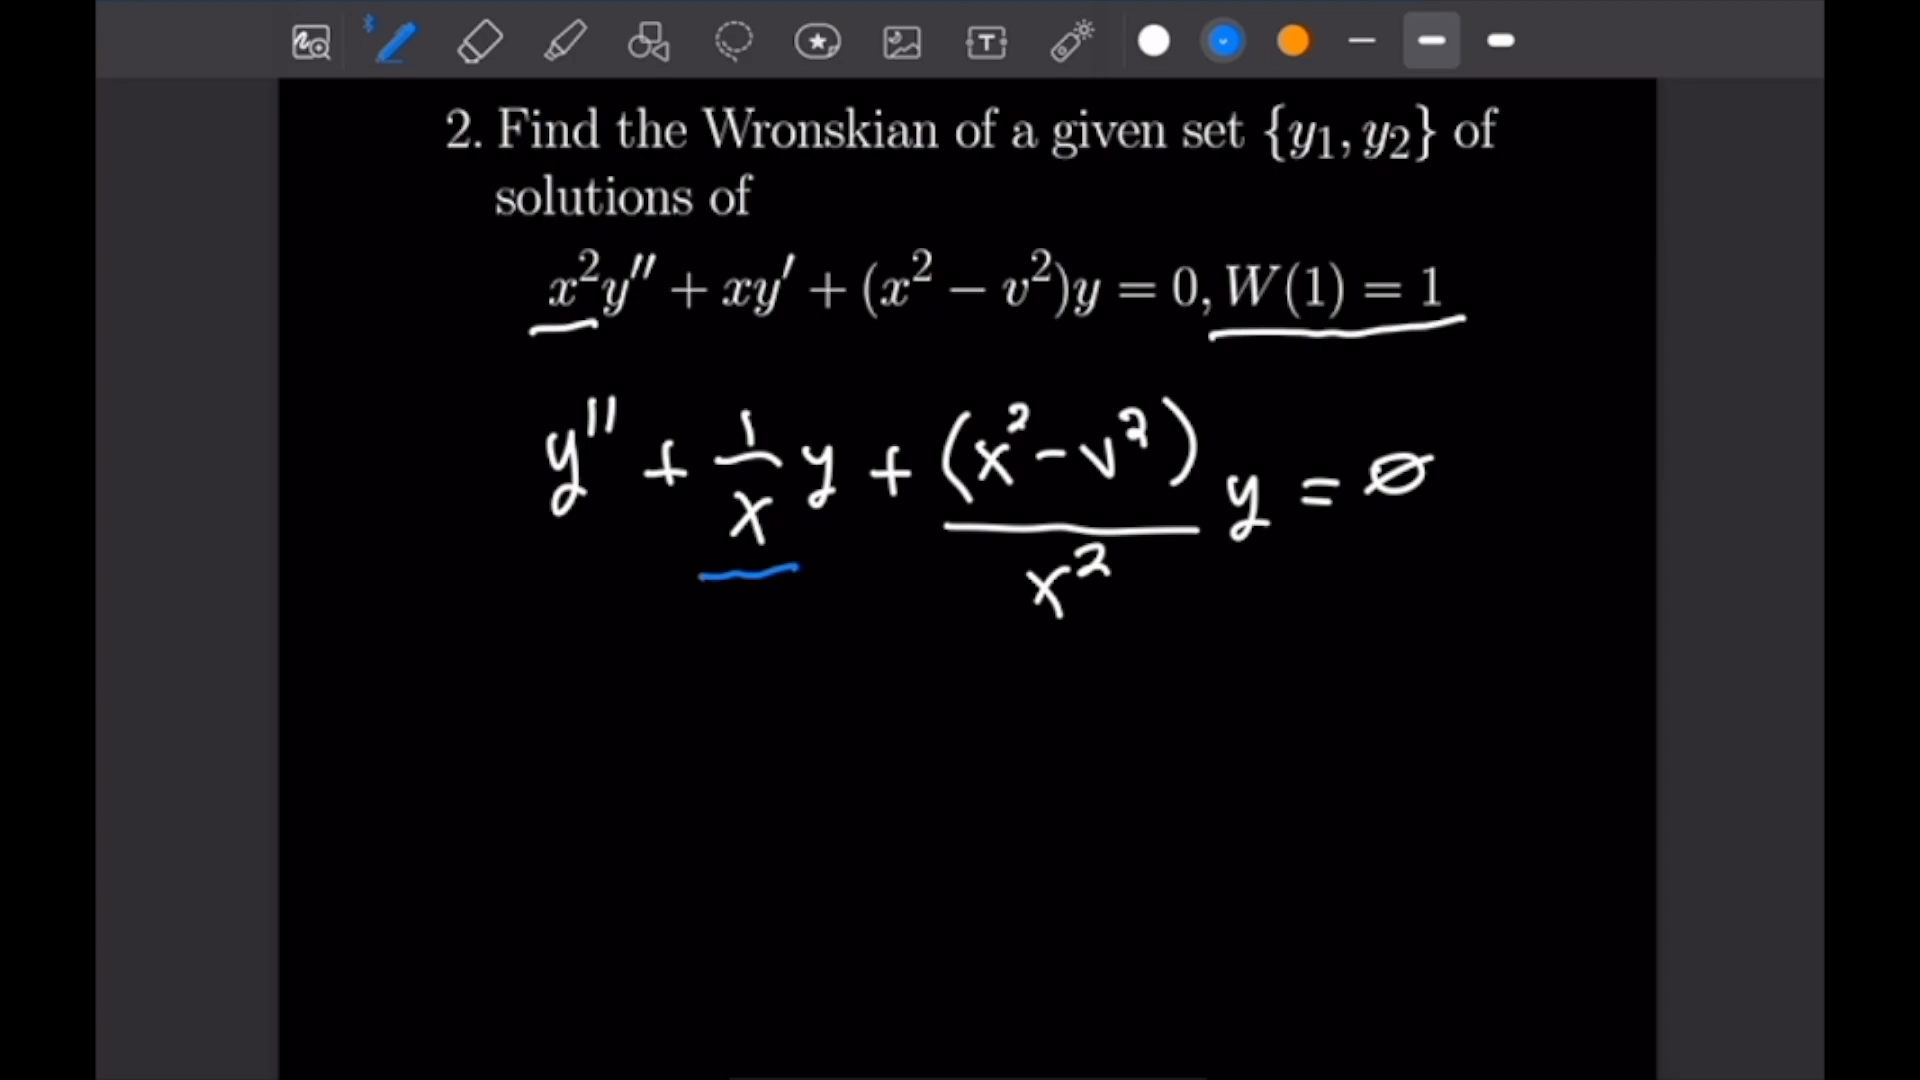 2. Find the Wronskian of a given set {y₁, y₂} of
solutions of
x²y″ + xy′ + (x² − v²)y = 0, W(1) = 1
y″ + 1/x y + (x² − v²)/x² y = ∅